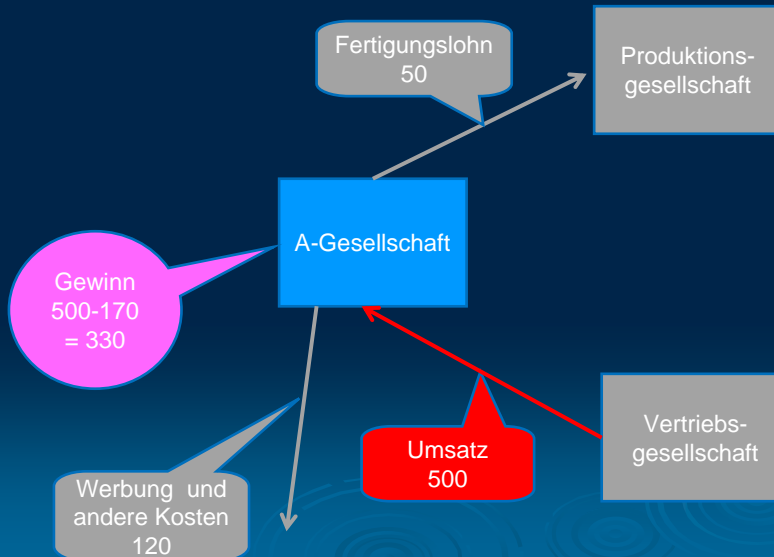 Fertigungslohn
50
Produktions-
gesellschaft
A-Gesellschaft
Gewinn
500-170
= 330
Umsatz
500
Vertriebs-
gesellschaft
Werbung und
andere Kosten
120